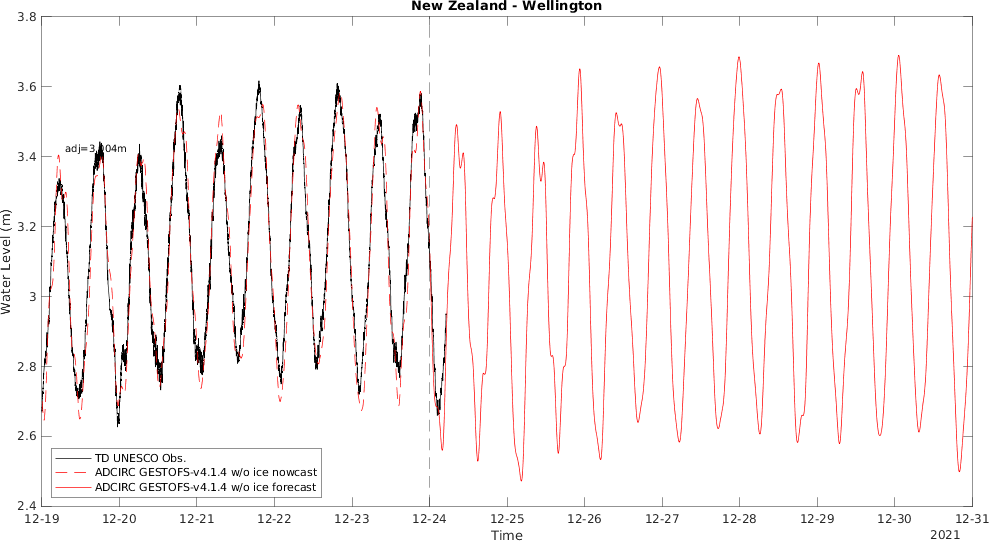 New Zealand - Wellington
3.8
3.6
3.4
3.2
3
2.8
2.6
2.4
Water Level (m)
adj=3.104m
TD UNESCO Obs.
ADCIRC GESTOFS-v4.1.4 w/o ice nowcast
ADCIRC GESTOFS-v4.1.4 w/o ice forecast
12-19 12-20 12-21 12-22 12-23 12-24 12-25 12-26 12-27 12-28 12-29 12-30 12-31
Time
2021